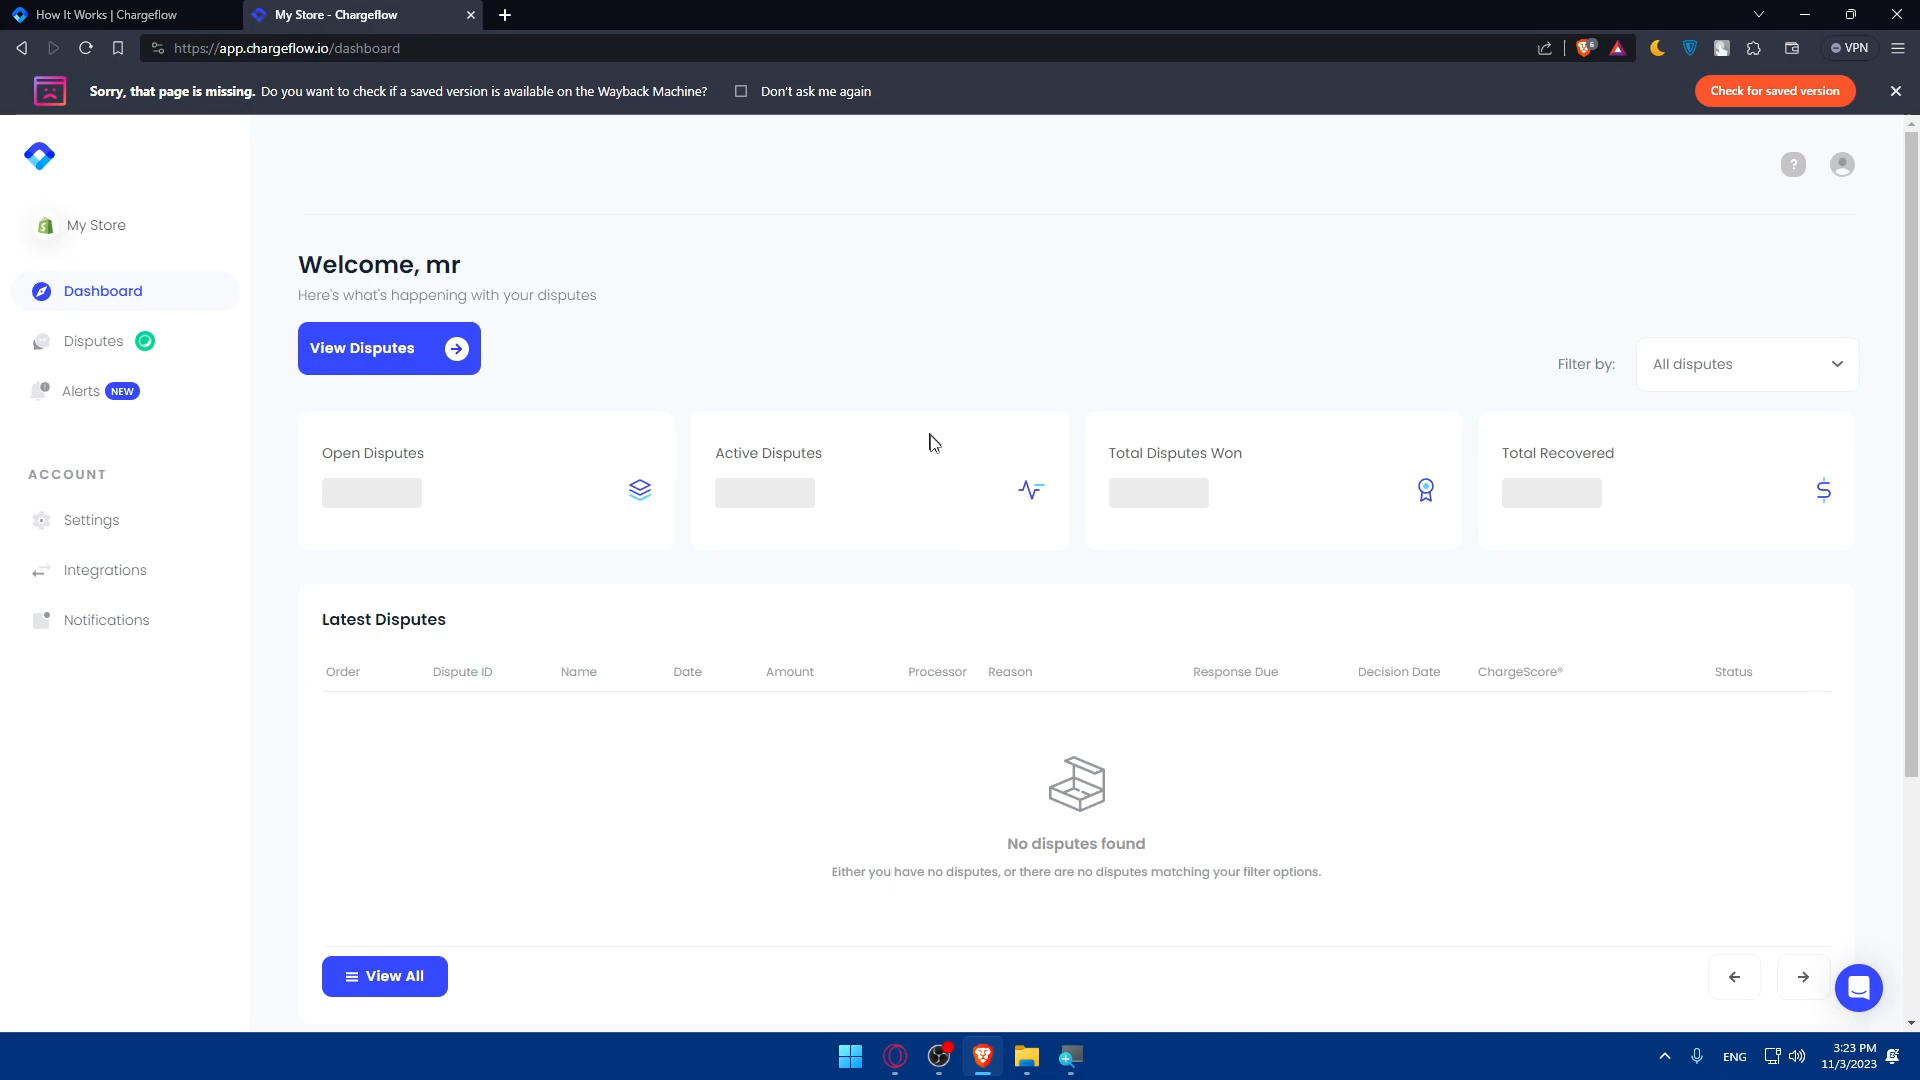 How It Works | Chargeflow
My Store - Chargeflow
https://app.chargeflow.io/dashboard
6
VPN
Sorry, that page is missing. Do you want to check if a saved version is available on the Wayback Machine?
Don't ask me again
Check for saved version
?
My Store
Dashboard
Disputes
Alerts NEW
ACCOUNT
Settings
Integrations
Notifications
Welcome, mr
Here's what's happening with your disputes
View Disputes
Filter by:
All disputes
Open Disputes
Active Disputes
Total Disputes Won
Total Recovered
Latest Disputes
Order Dispute ID Name Date Amount Processor Reason Response Due Decision Date ChargeScore® Status
No disputes found
Either you have no disputes, or there are no disputes matching your filter options.
View All
ENG
3:23 PM
11/3/2023